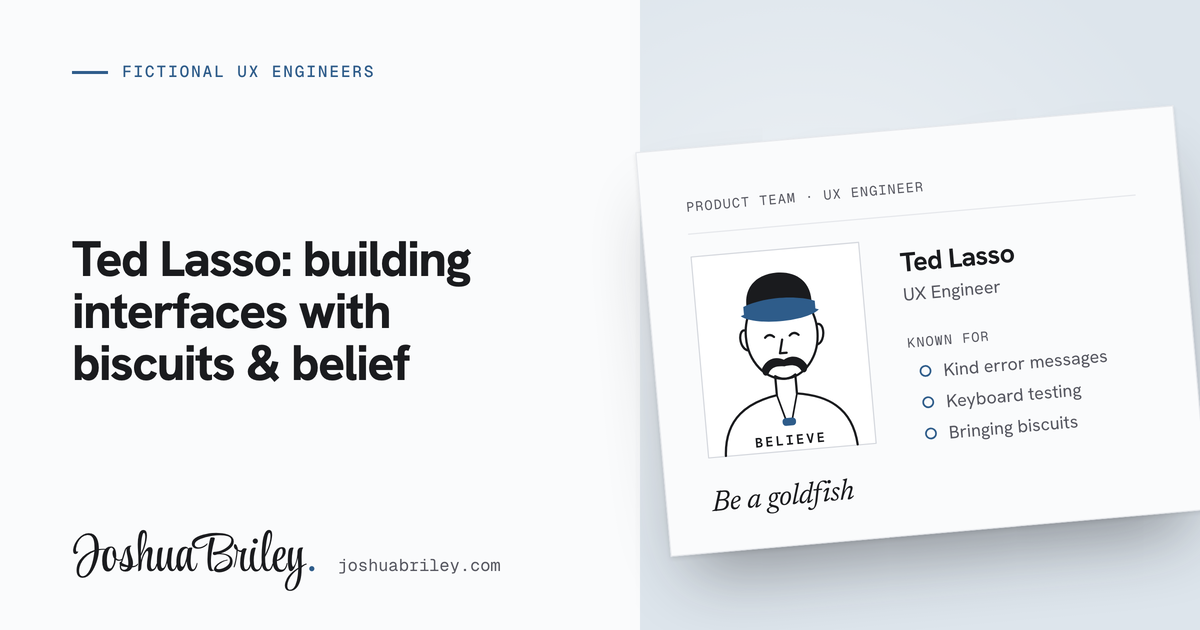 FICTIONAL UX ENGINEERS
Ted Lasso: building
interfaces with
biscuits & belief
JoshuaBriley.
joshuabriley.com
PRODUCT TEAM · UX ENGINEER
BELIEVE
Be a goldfish
Ted Lasso
UX Engineer
KNOWN FOR
Kind error messages
Keyboard testing
Bringing biscuits